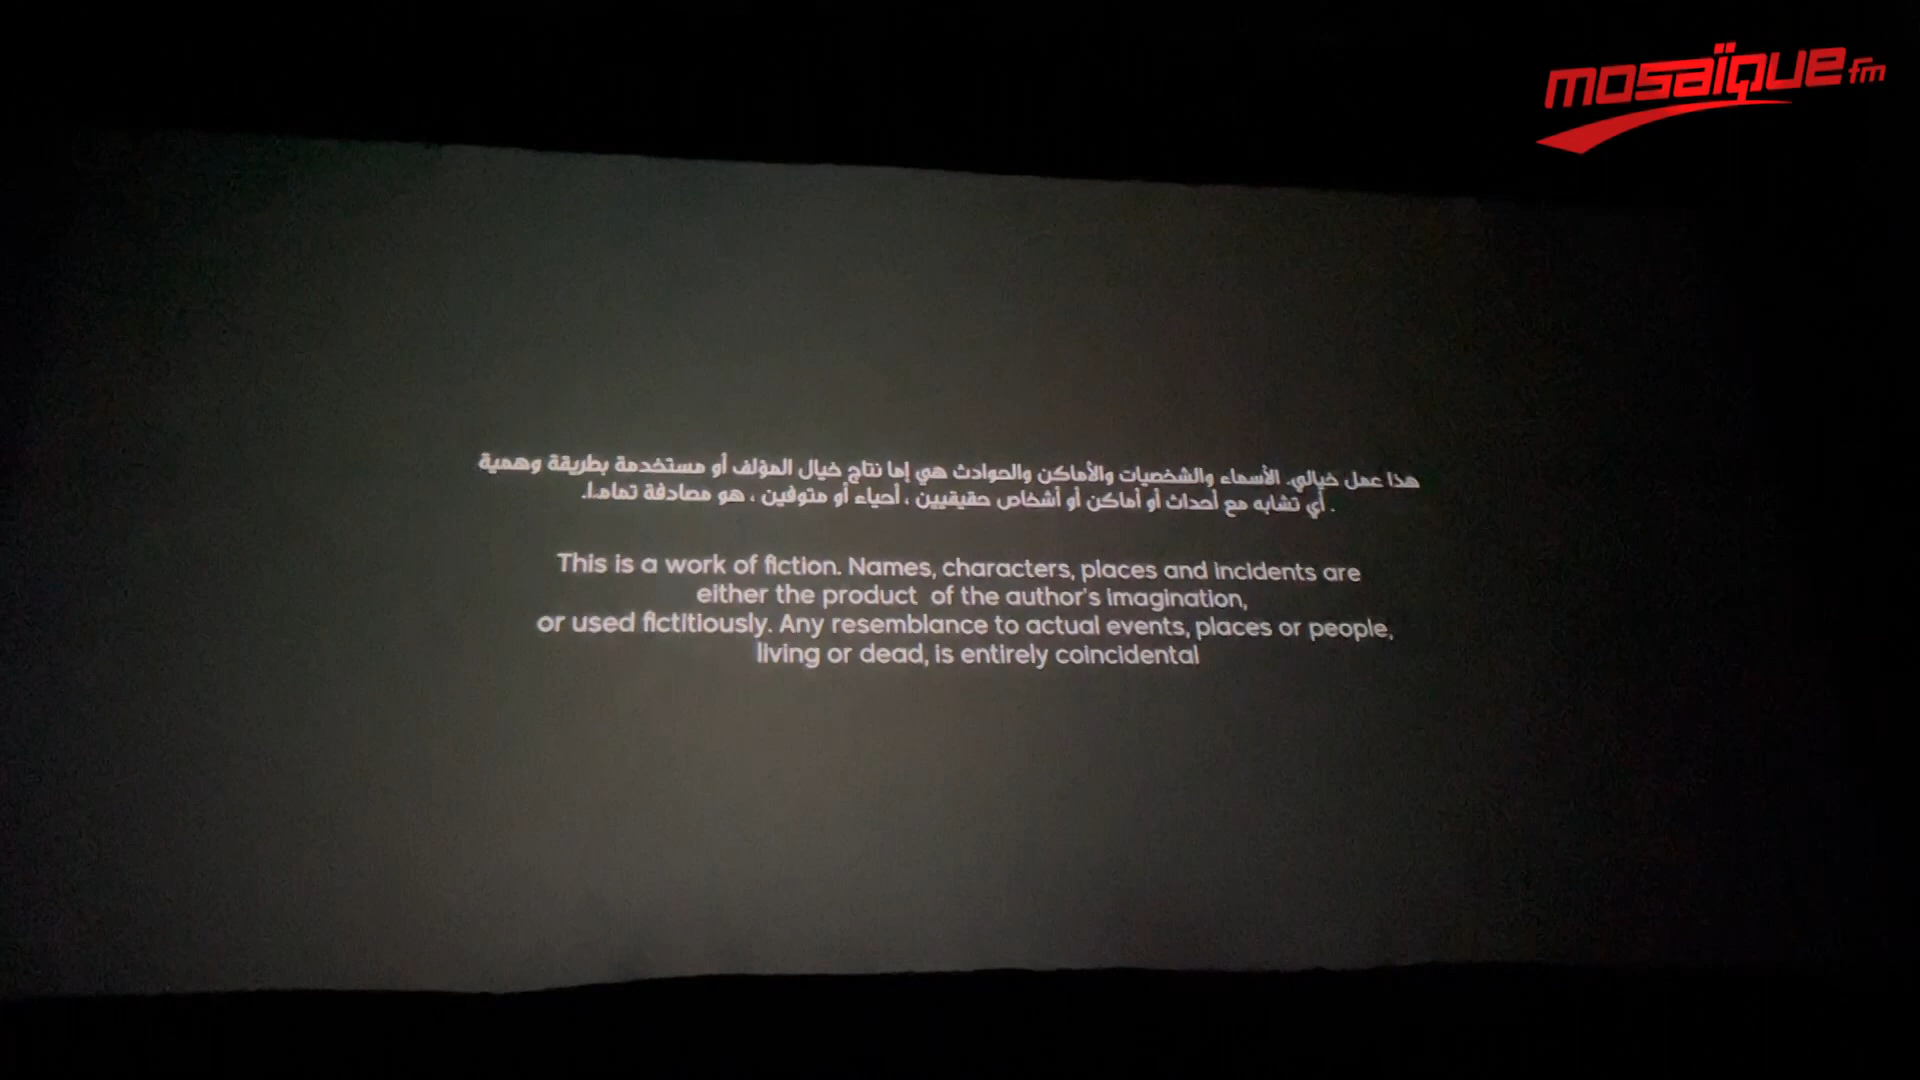 mosaïque fm
هذا عمل خيالي. الأسماء والشخصيات والأماكن والحوادث هي إما نتاج خيال المؤلف أو مستخدمة بطريقة وهمية
. أي تشابه مع أحداث أو أماكن أو أشخاص حقيقيين ، أحياء أو متوفين ، هو مصادفة تماما.
This is a work of fiction. Names, characters, places and incidents are
either the product of the author's imagination,
or used fictitiously. Any resemblance to actual events, places or people,
living or dead, is entirely coincidental